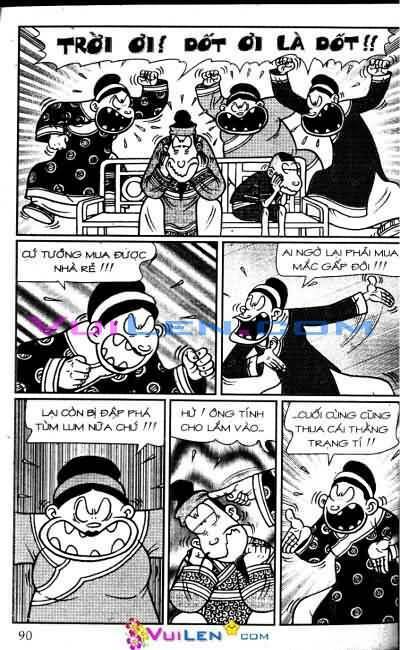 TRỜI ƠI! DỐT ƠI LÀ DỐT!!
CỨ TƯỞNG MUA ĐƯỢC
NHÀ RẺ !!!
AI NGỜ LẠI PHẢI MUA
MẮC GẤP ĐÔI !!!
VuiLen.com
LẠI CÒN BỊ ĐẬP PHÁ
TÙM LUM NỮA CHỨ !!!
HỨ ! ÔNG TÍNH
CHO LẮM VÀO...
...CUỐI CÙNG CŨNG
THUA CÁI THẰNG
TRẠNG TÍ !!
90
VuiLen.com